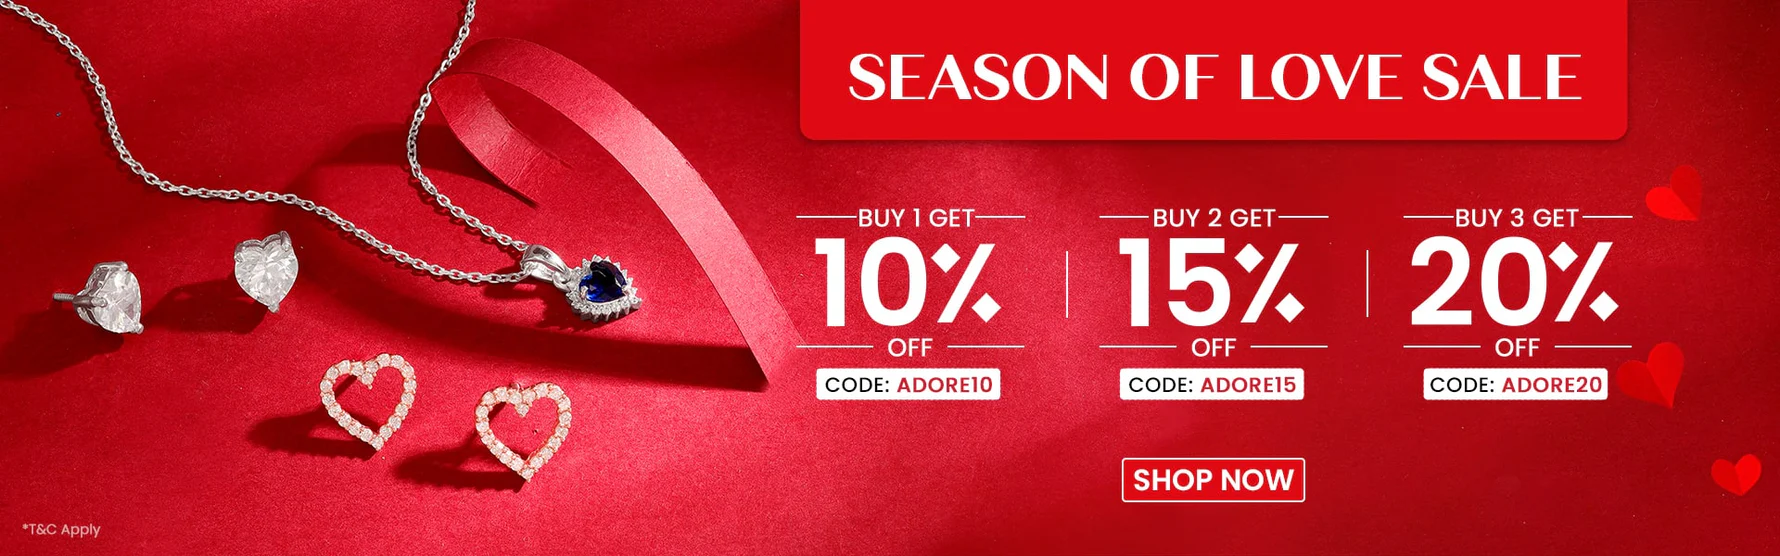 SEASON OF LOVE SALE
BUY 1 GET
10%
OFF
CODE: ADORE10
BUY 2 GET
15%
OFF
CODE: ADORE15
BUY 3 GET
20%
OFF
CODE: ADORE20
SHOP NOW
*T&C Apply